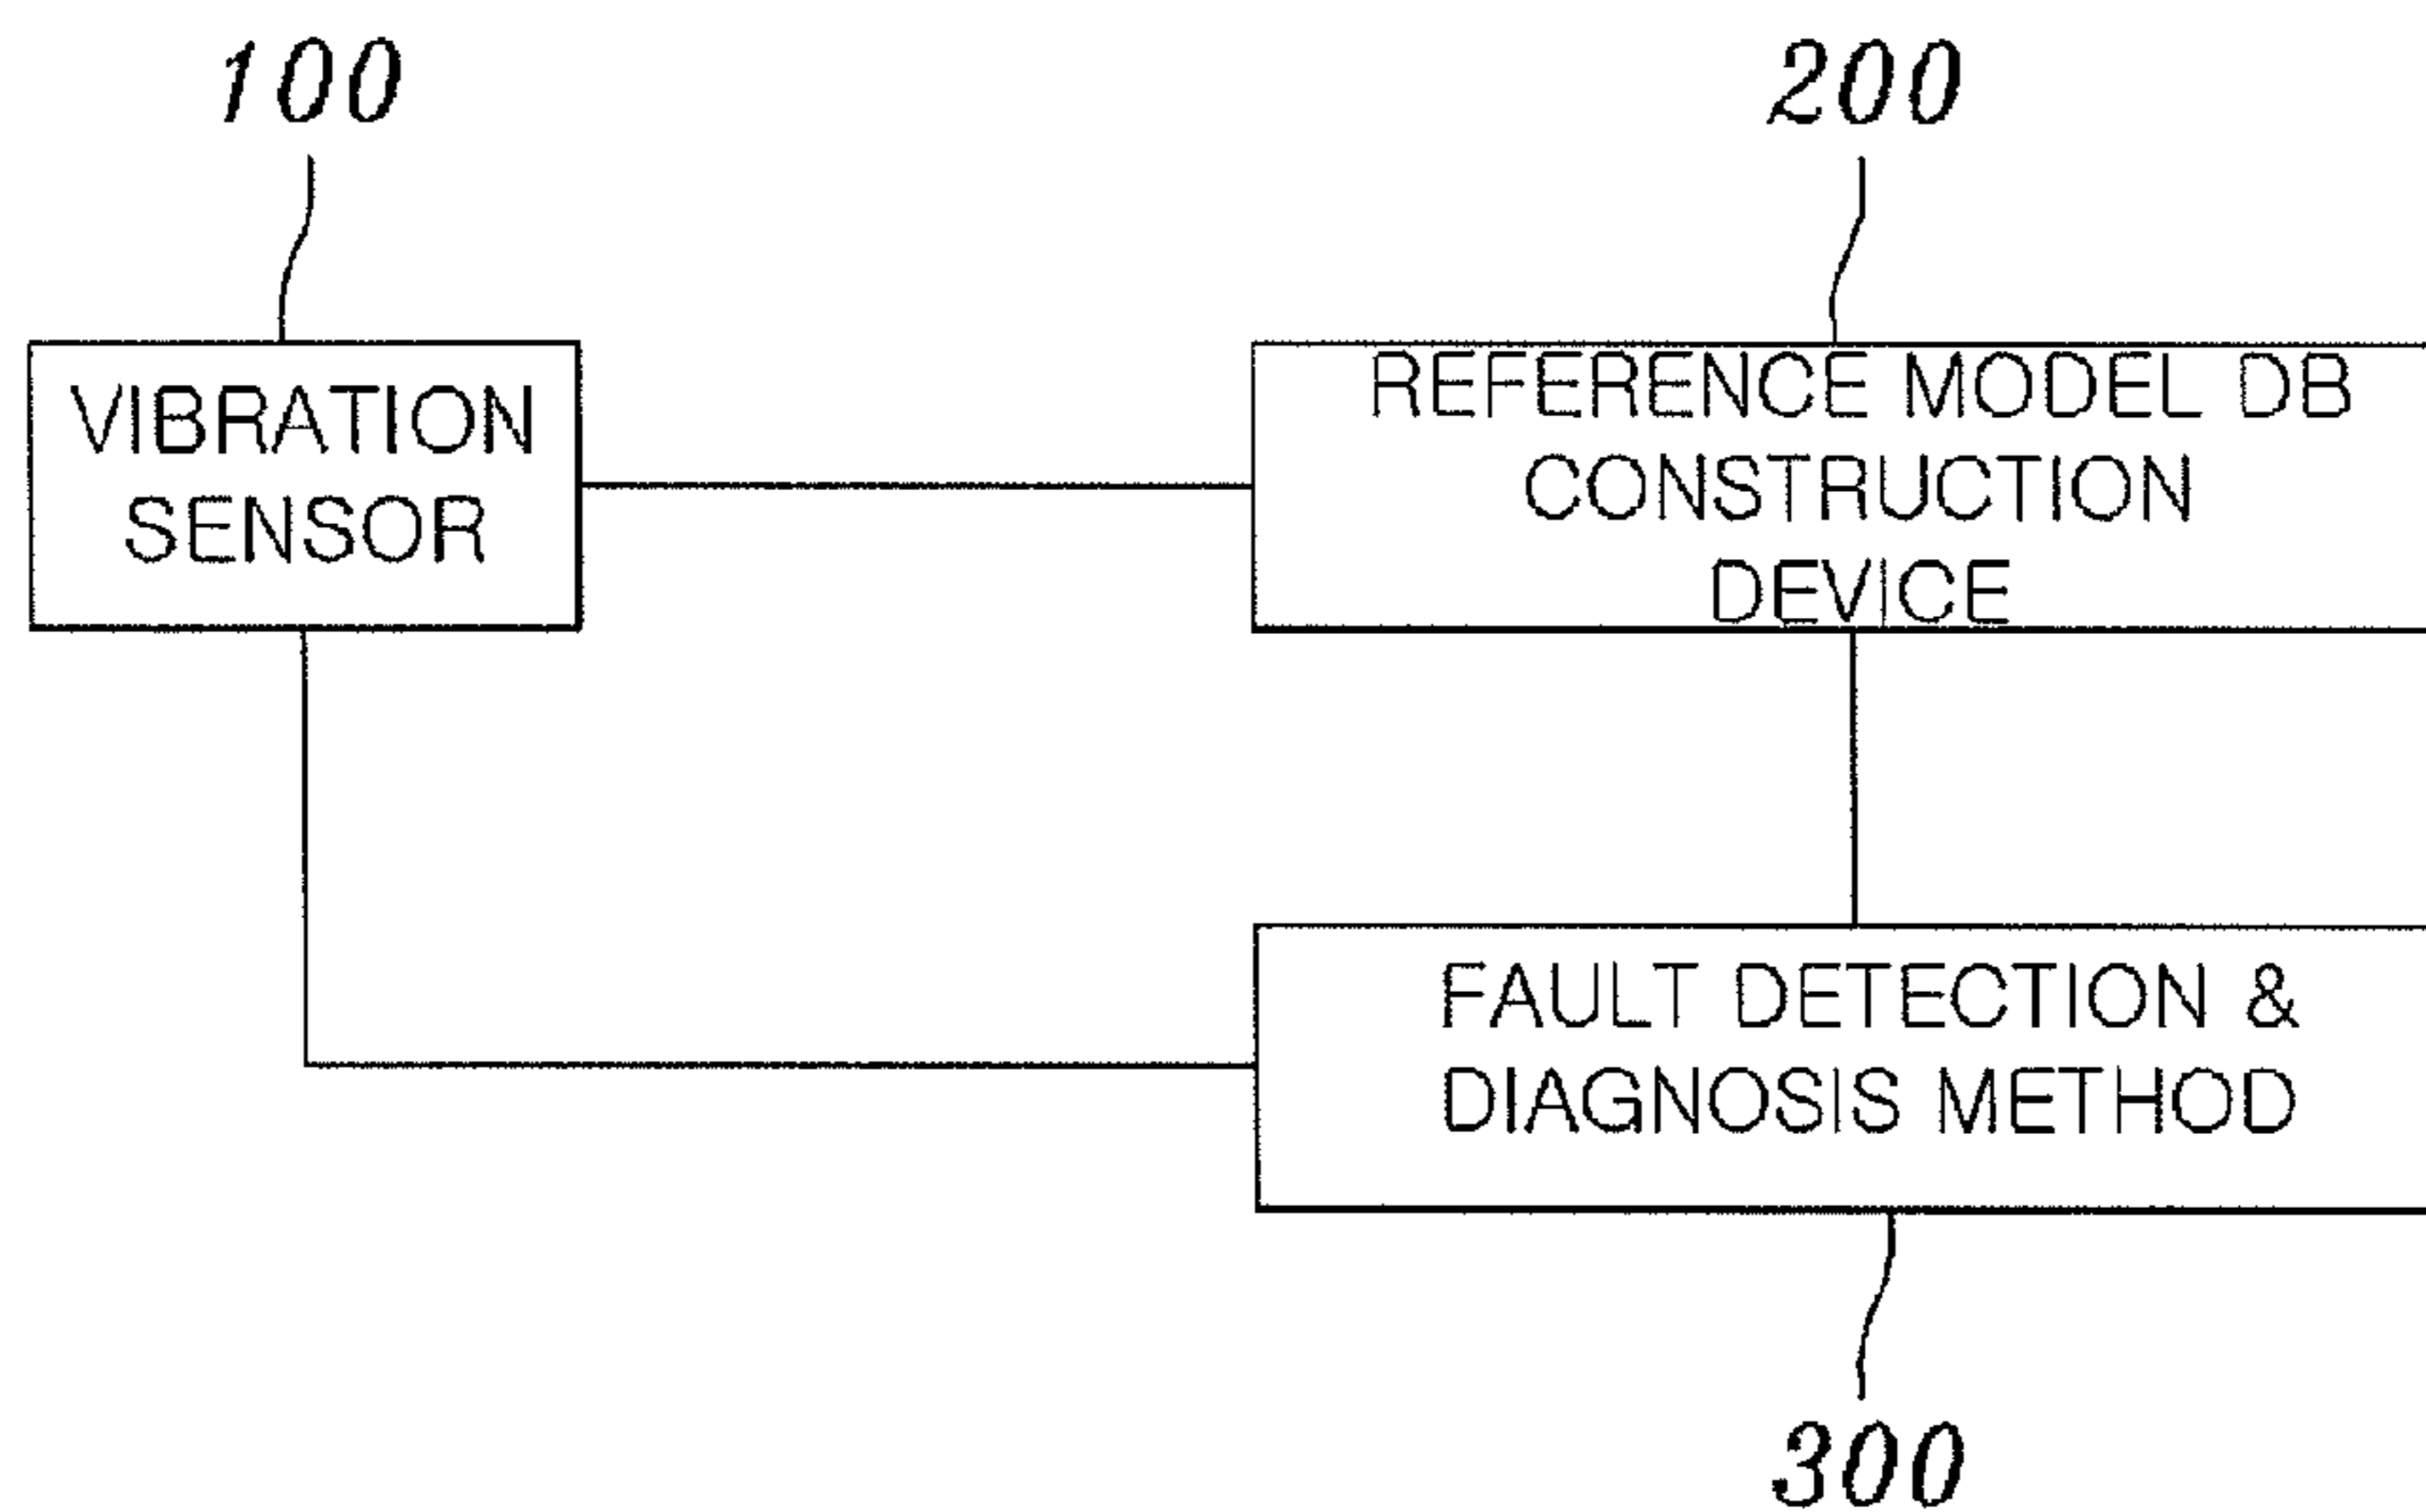 100
200
VIBRATION
SENSOR
REFERENCE MODEL DB
CONSTRUCTION
DEVICE
FAULT DETECTION &
DIAGNOSIS METHOD
300